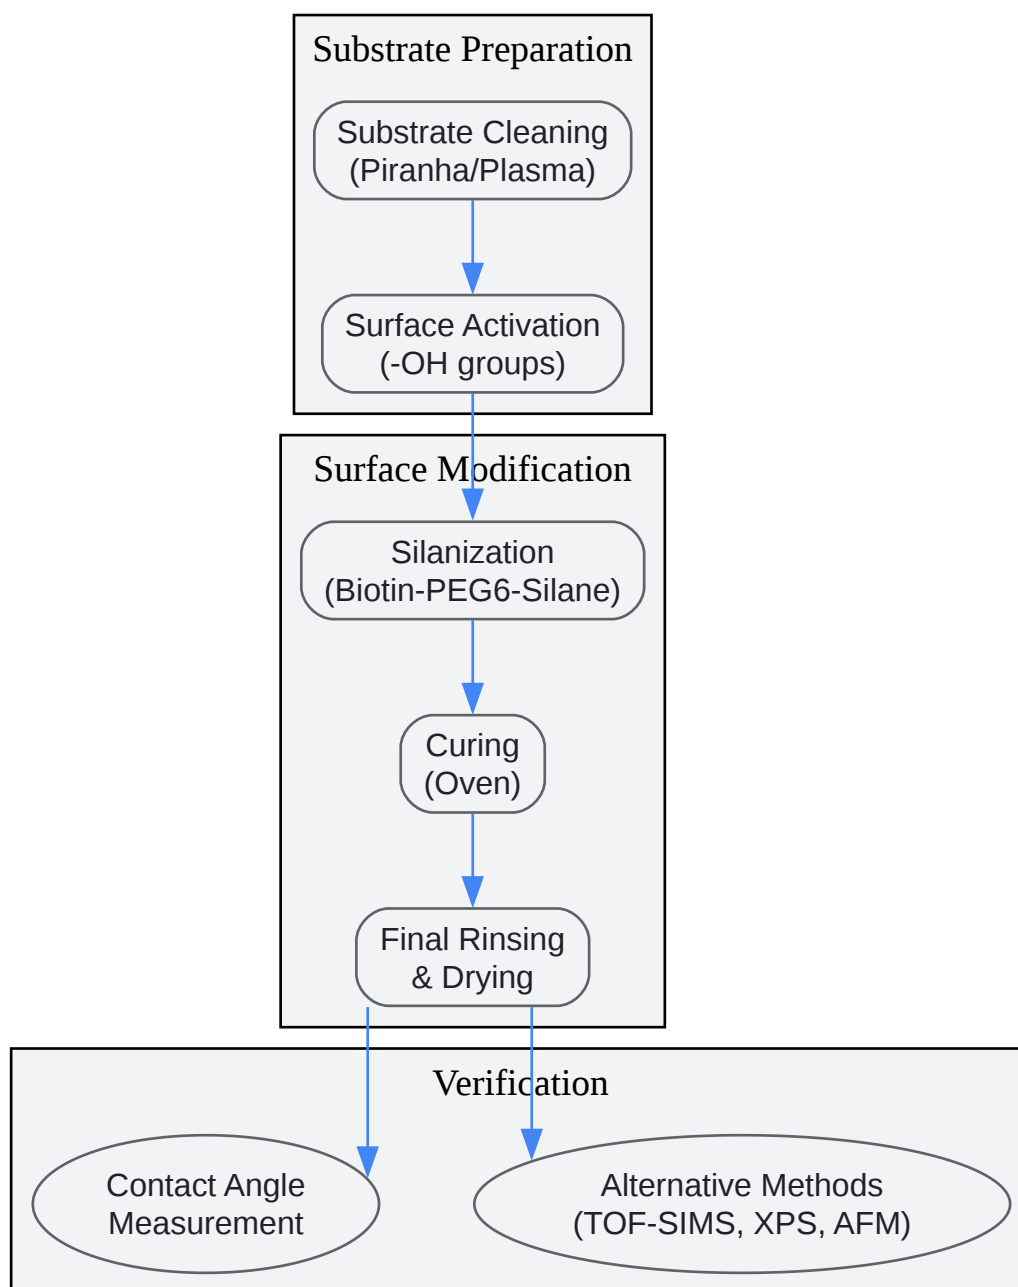 Substrate Preparation
Substrate Cleaning
(Piranha/Plasma)
Surface Activation
(-OH groups)
Surface Modification
Silanization
(Biotin-PEG6-Silane)
Curing
(Oven)
Final Rinsing
& Drying
Verification
Contact Angle
Measurement
Alternative Methods
(TOF-SIMS, XPS, AFM)